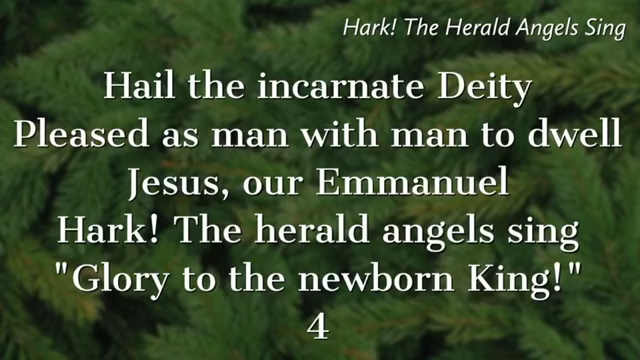 Hark! The Herald Angels Sing
Hail the incarnate Deity
Pleased as man with man to dwell
Jesus, our Emmanuel
Hark! The herald angels sing
"Glory to the newborn King!"
4